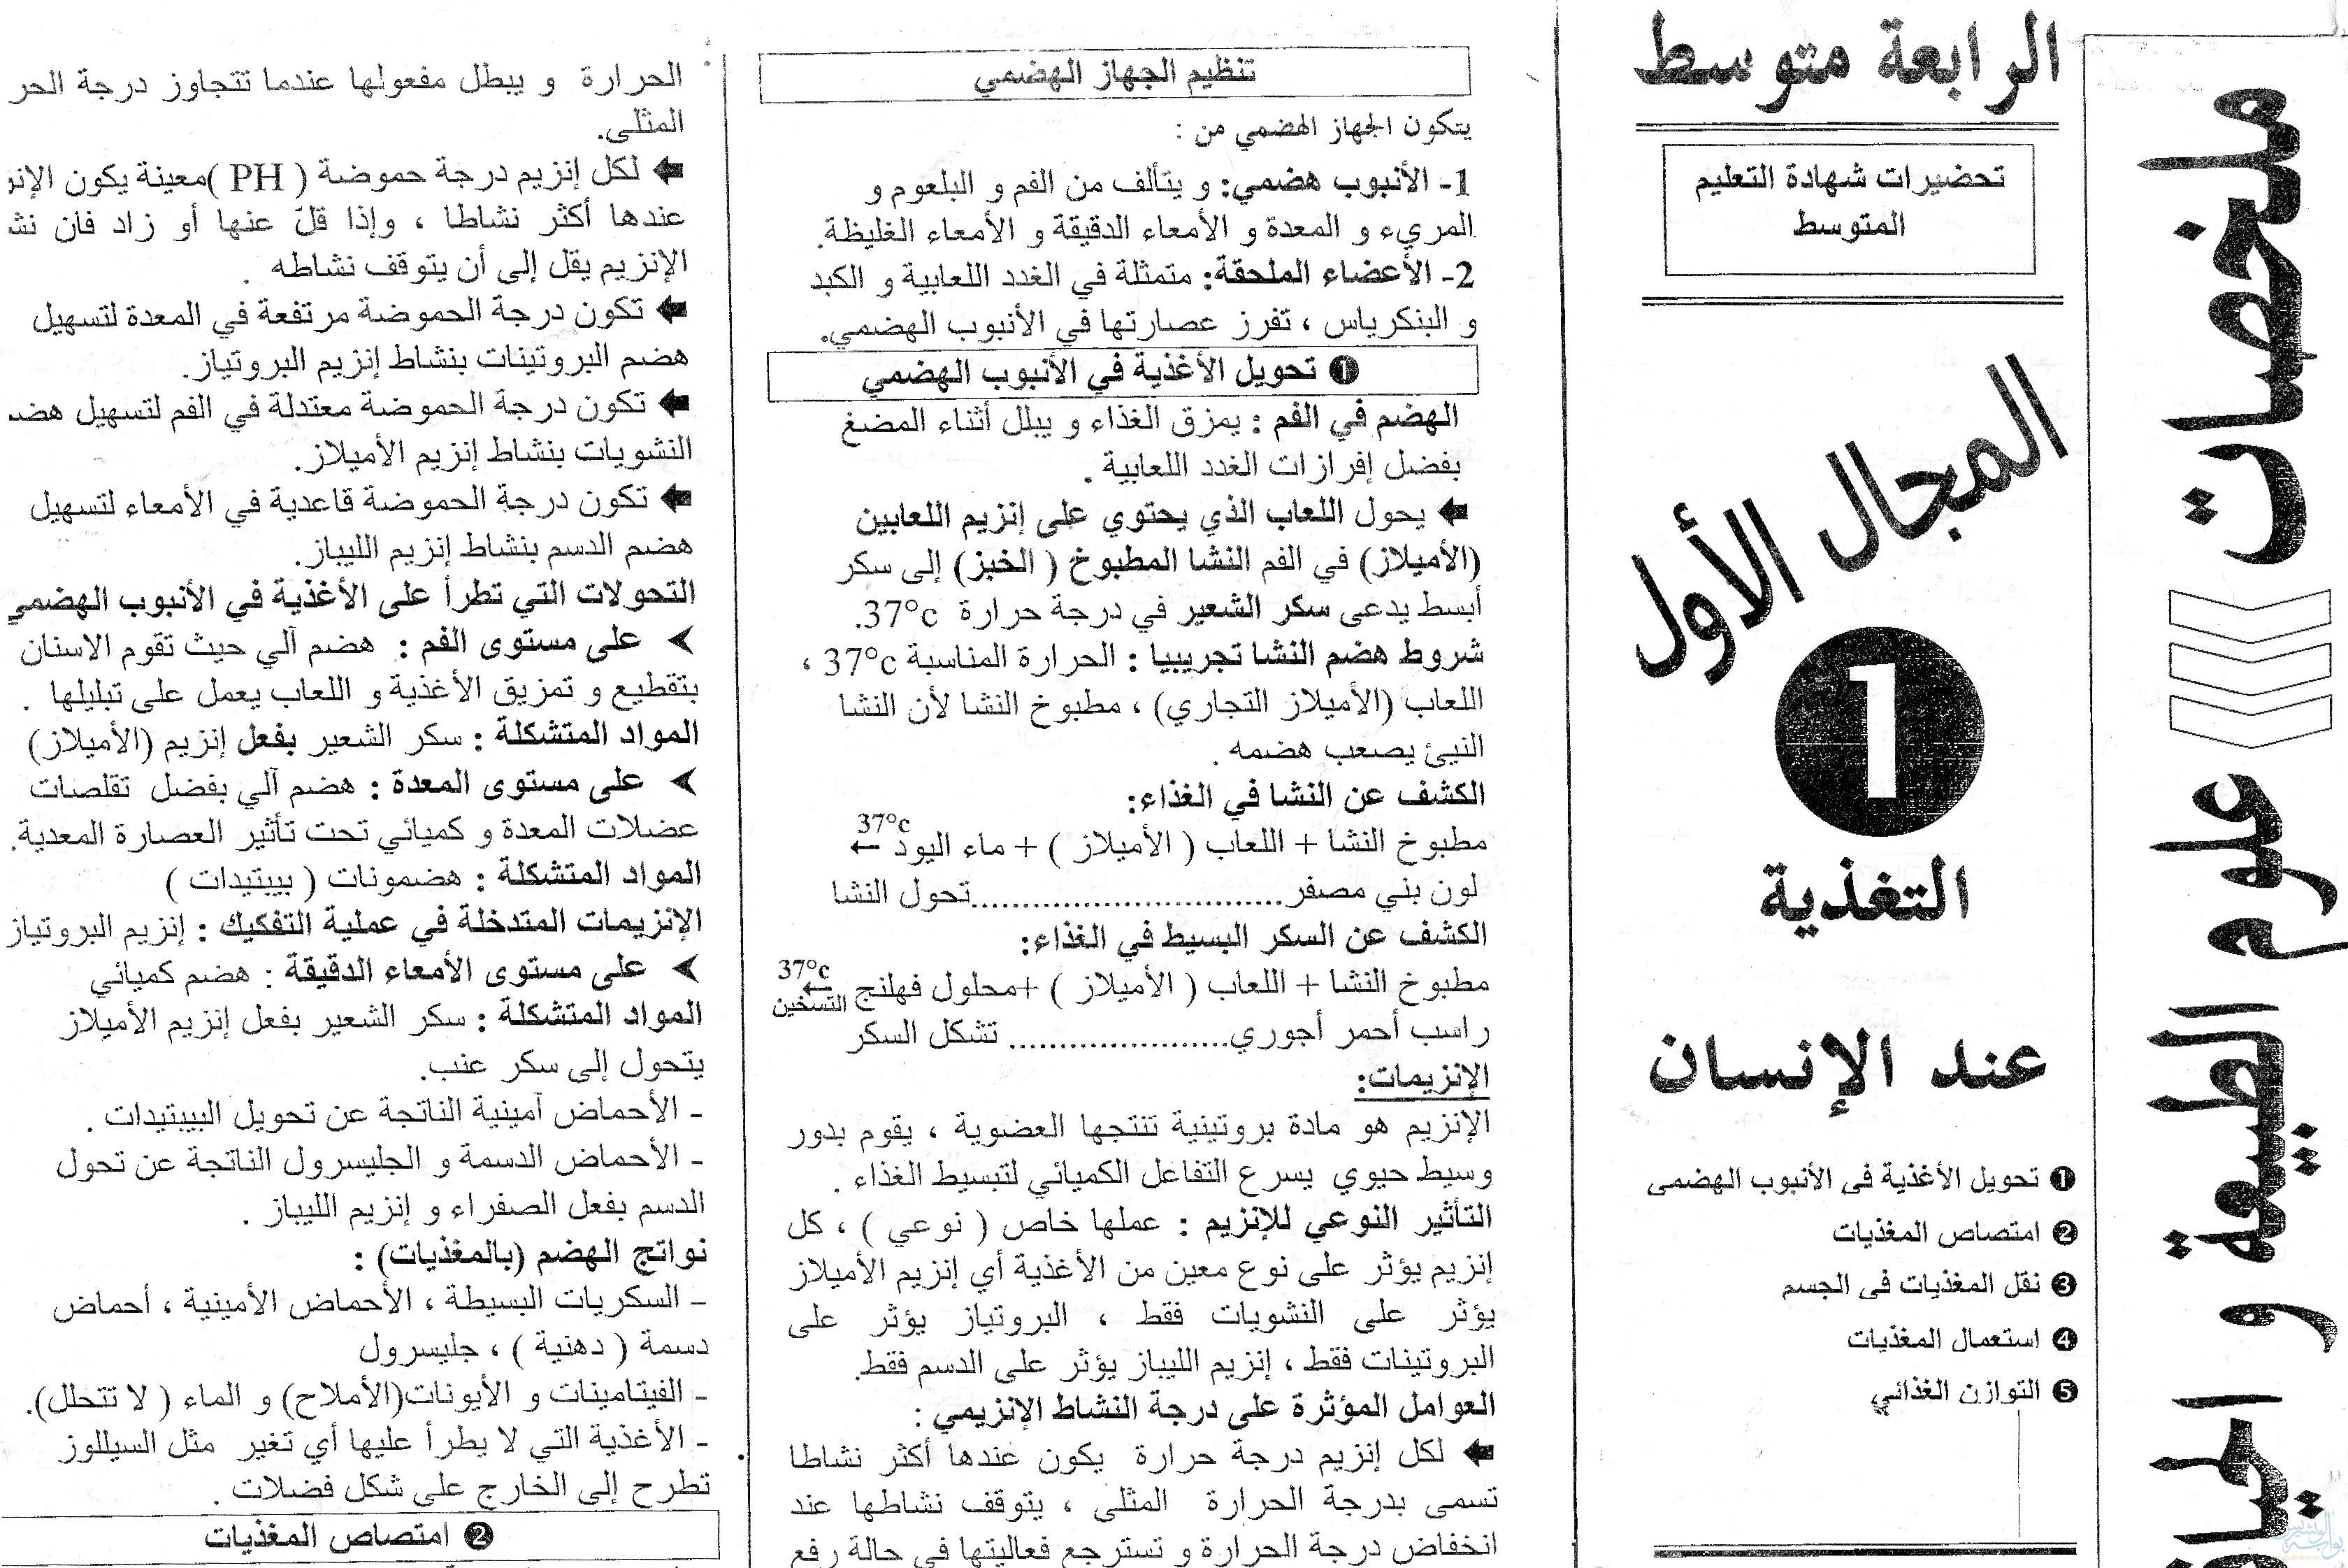 ملخصات
علوم الطبيعة و
الرابعة متوسط
تحضيرات شهادة التعليم
المتوسط
المجال الأول
1
التغذية
عند الإنسان
❶ تحويل الأغذية في الأنبوب الهضمي
❷ امتصاص المغذيات
❸ نقل المغذيات في الجسم
❹ استعمال المغذيات
❺ التوازن الغذائي
تنظيم الجهاز الهضمي
يتكون الجهاز الهضمي من :
1- الأنبوب هضمي: و يتألف من الفم و البلعوم و
المريء و المعدة و الأمعاء الدقيقة و الأمعاء الغليظة.
2- الأعضاء الملحقة: متمثلة في الغدد اللعابية و الكبد
و البنكرياس ، تفرز عصارتها في الأنبوب الهضمي.
❶ تحويل الأغذية في الأنبوب الهضمي
الهضم في الفم : يمزق الغذاء و يبلل أثناء المضغ
بفضل إفرازات الغدد اللعابية .
🡄 يحول اللعاب الذي يحتوي على إنزيم اللعابين
(الأميلاز) في الفم النشا المطبوخ ( الخبز) إلى سكر
أبسط يدعى سكر الشعير في درجة حرارة 37°c.
شروط هضم النشا تجريبيا : الحرارة المناسبة 37°c ،
اللعاب (الأميلاز التجاري) ، مطبوخ النشا لأن النشا
النيئ يصعب هضمه .
الكشف عن النشا في الغذاء:
مطبوخ النشا + اللعاب ( الأميلاز ) + ماء اليود 37°c ←
لون بني مصفر...............................تحول النشا
الكشف عن السكر البسيط في الغذاء:
مطبوخ النشا + اللعاب ( الأميلاز ) +محلول فهلنج 37°c ← التسخين
راسب أحمر أجوري...................... تشكل السكر
الإنزيمات:
الإنزيم هو مادة بروتينية تنتجها العضوية ، يقوم بدور
وسيط حيوي يسرع التفاعل الكميائي لتبسيط الغذاء .
التأثير النوعي للإنزيم : عملها خاص ( نوعي ) ، كل
إنزيم يؤثر على نوع معين من الأغذية أي إنزيم الأميلاز
يؤثر على النشويات فقط ، البروتياز يؤثر على
البروتينات فقط ، إنزيم الليباز يؤثر على الدسم فقط.
العوامل المؤثرة على درجة النشاط الإنزيمي :
🡄 لكل إنزيم درجة حرارة يكون عندها أكثر نشاطا
تسمى بدرجة الحرارة المثلى ، يتوقف نشاطها عند
انخفاض درجة الحرارة و تسترجع فعاليتها في حالة رفع
الحرارة و يبطل مفعولها عندما تتجاوز درجة الحر
المثلى.
🡄 لكل إنزيم درجة حموضة ( PH )معينة يكون الإنز
عندها أكثر نشاطا ، وإذا قلّ عنها أو زاد فان نش
الإنزيم يقل إلى أن يتوقف نشاطه .
🡄 تكون درجة الحموضة مرتفعة في المعدة لتسهيل
هضم البروتينات بنشاط إنزيم البروتياز.
🡄 تكون درجة الحموضة معتدلة في الفم لتسهيل هضم
النشويات بنشاط إنزيم الأميلاز.
🡄 تكون درجة الحموضة قاعدية في الأمعاء لتسهيل
هضم الدسم بنشاط إنزيم الليباز.
التحولات التي تطرأ على الأغذية في الأنبوب الهضمي
➤ على مستوى الفم : هضم آلي حيث تقوم الاسنان
بتقطيع و تمزيق الأغذية و اللعاب يعمل على تبليلها .
المواد المتشكلة : سكر الشعير بفعل إنزيم (الأميلاز)
➤ على مستوى المعدة : هضم آلي بفضل تقلصات
عضلات المعدة و كميائي تحت تأثير العصارة المعدية.
المواد المتشكلة : هضمونات ( بيبتيدات )
الإنزيمات المتدخلة في عملية التفكيك : إنزيم البروتياز
➤ على مستوى الأمعاء الدقيقة : هضم كميائي
المواد المتشكلة : سكر الشعير بفعل إنزيم الأميلاز
يتحول إلى سكر عنب.
- الأحماض آمينية الناتجة عن تحويل البيبتيدات .
- الأحماض الدسمة و الجليسرول الناتجة عن تحول
الدسم بفعل الصفراء و إنزيم الليباز .
نواتج الهضم (بالمغذيات) :
- السكريات البسيطة ، الأحماض الأمينية ، أحماض
دسمة ( دهنية ) ، جليسرول
- الفيتامينات و الأيونات(الأملاح) و الماء ( لا تتحلل).
- الأغذية التي لا يطرأ عليها أي تغير مثل السيللوز
تطرح إلى الخارج على شكل فضلات .
❷ امتصاص المغذيات